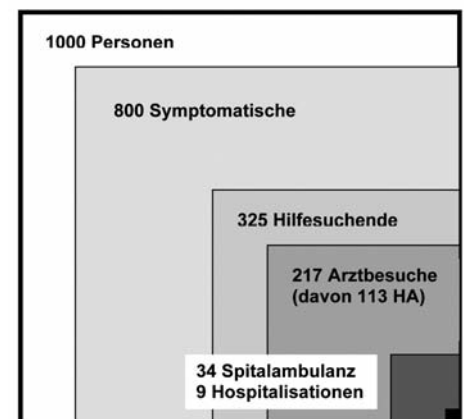 1000 Personen
800 Symptomatische
325 Hilfesuchende
217 Arztbesuche
(davon 113 HA)
34 Spitalambulanz
9 Hospitalisationen